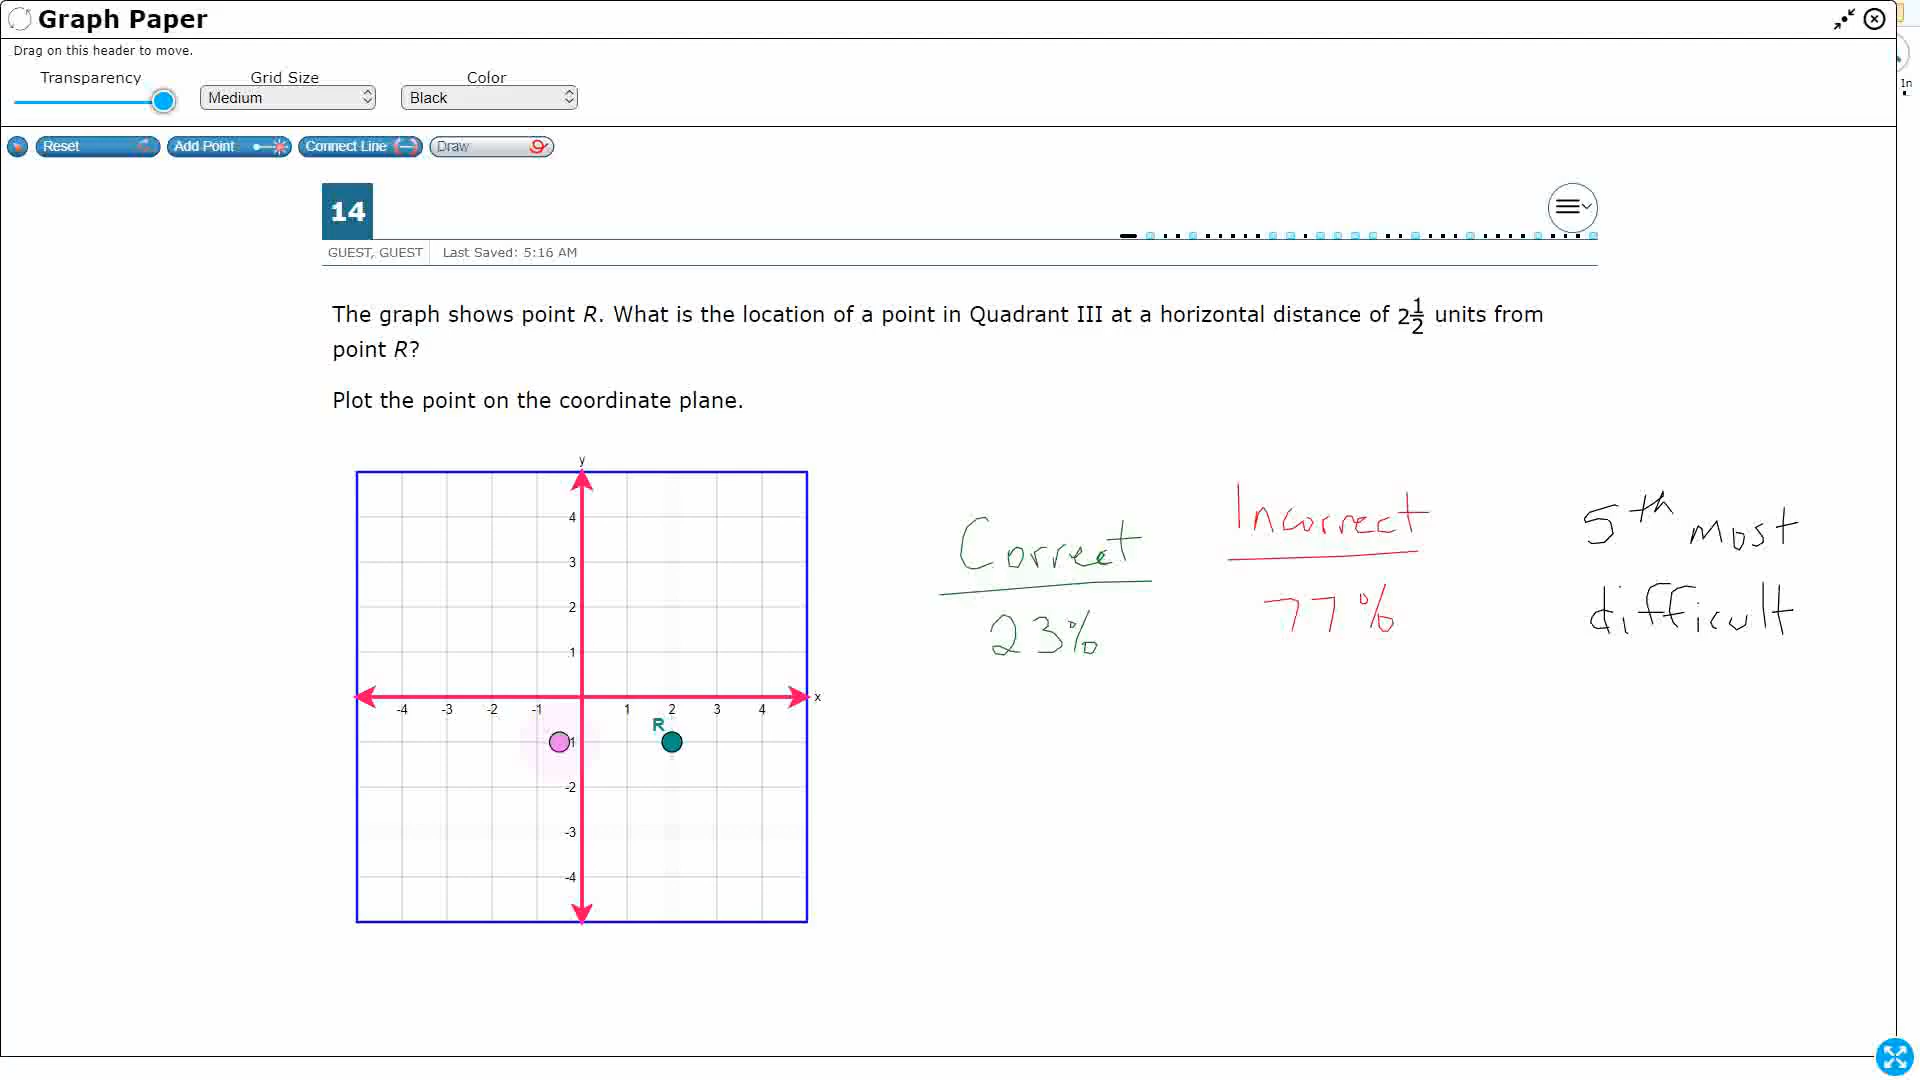 Graph Paper
Drag on this header to move.
Transparency Grid Size Color
Medium Black
Reset Add Point Connect Line Draw
14
GUEST, GUEST Last Saved: 5:16 AM
The graph shows point R. What is the location of a point in Quadrant III at a horizontal distance of 2 1/2 units from
point R?
Plot the point on the coordinate plane.
y
4
3
2
1
x
-4 -3 -2 -1 1 2 3 4
R
1
-2
-3
-4
Correct
23%
Incorrect
77%
5th most
difficult
In